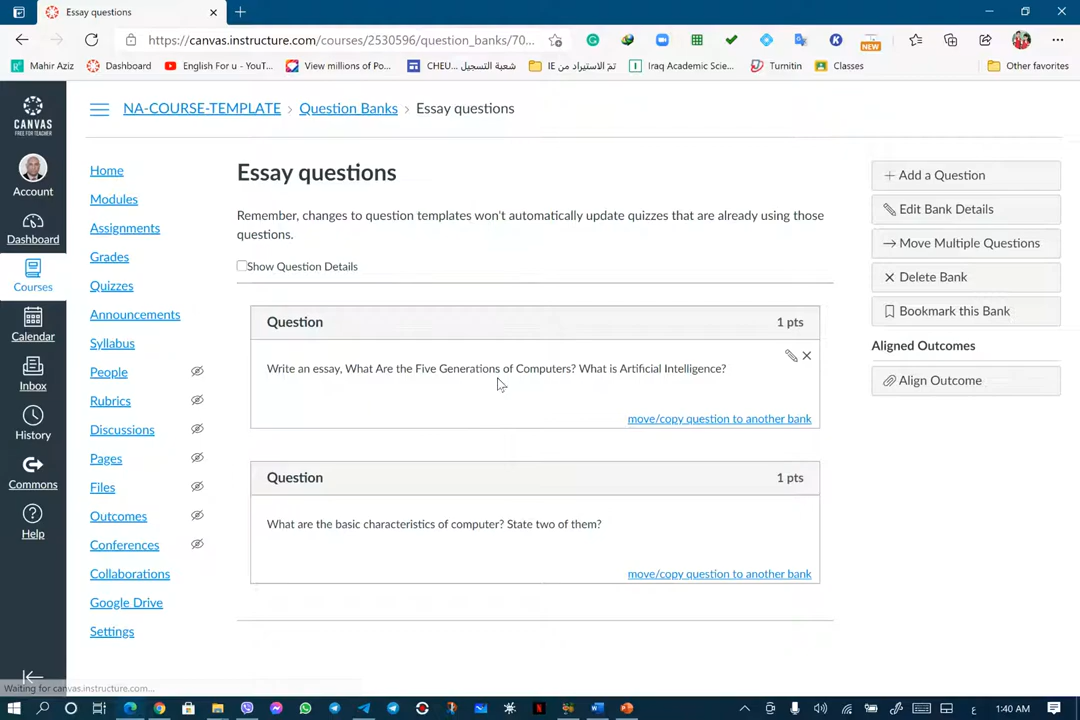 Essay questions
https://canvas.instructure.com/courses/2530596/question_banks/70...
NEW
Mahir Aziz
Dashboard
English For u - YouT...
View millions of Po...
شعبة التسجيل CHEU...
تمّ الاستيراد من IE
Iraq Academic Scie...
Turnitin
Classes
Other favorites
CANVAS
FREE FOR TEACHER
Account
Dashboard
Courses
Calendar
Inbox
History
Commons
Help
NA-COURSE-TEMPLATE > Question Banks > Essay questions
Home
Modules
Assignments
Grades
Quizzes
Announcements
Syllabus
People
Rubrics
Discussions
Pages
Files
Outcomes
Conferences
Collaborations
Google Drive
Settings
Essay questions
Remember, changes to question templates won't automatically update quizzes that are already using those
questions.
Show Question Details
Question 1 pts
Write an essay, What Are the Five Generations of Computers? What is Artificial Intelligence?
move/copy question to another bank
Question 1 pts
What are the basic characteristics of computer? State two of them?
move/copy question to another bank
+ Add a Question
Edit Bank Details
→ Move Multiple Questions
× Delete Bank
Bookmark this Bank
Aligned Outcomes
Align Outcome
Waiting for canvas.instructure.com...
ع
1:40 AM